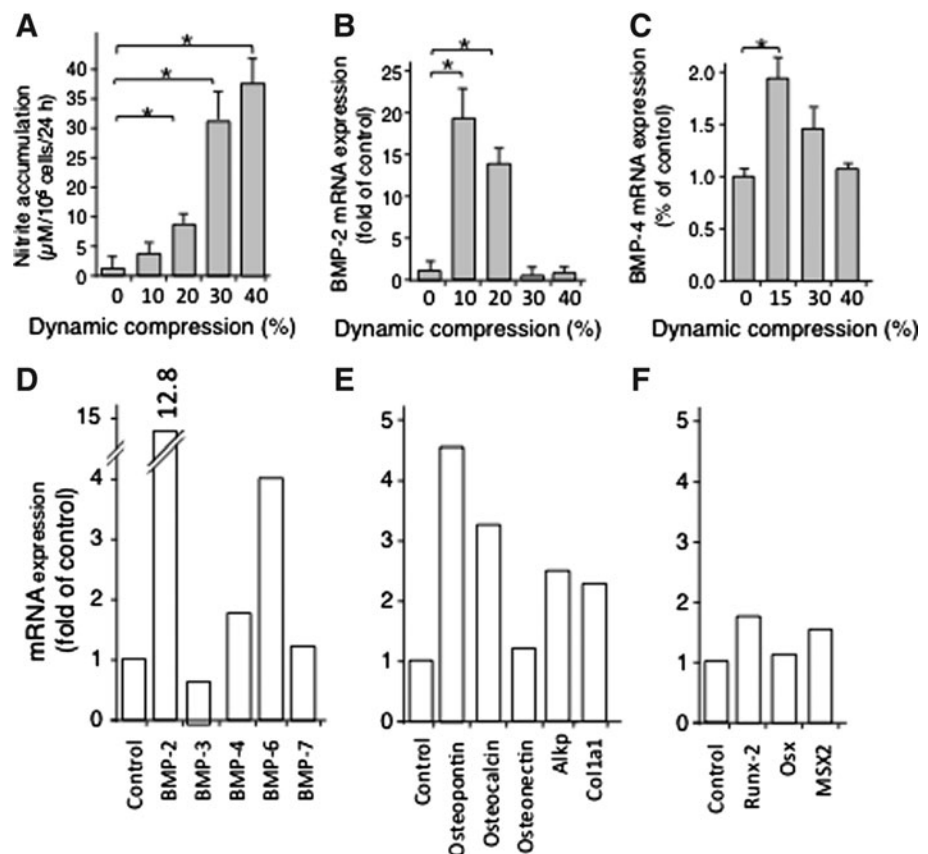 A
Nitrite accumulation
(µM/10⁶ cells/24 h)
40
35
30
20
10
5
0
*
*
*
0 10 20 30 40
Dynamic compression (%)
B
BMP-2 mRNA expression
(fold of control)
25
20
15
10
5
0
*
*
0 10 20 30 40
Dynamic compression (%)
C
BMP-4 mRNA expression
(% of control)
2.0
1.5
1.0
0.0
*
0 15 30 40
Dynamic compression (%)
D
mRNA expression
(fold of control)
15
4
3
2
1
0
12.8
Control
BMP-2
BMP-3
BMP-4
BMP-6
BMP-7
E
5
4
3
2
1
0
Control
Osteopontin
Osteocalcin
Osteonectin
Alkp
Col1a1
F
5
4
3
2
1
0
Control
Runx-2
Osx
MSX2